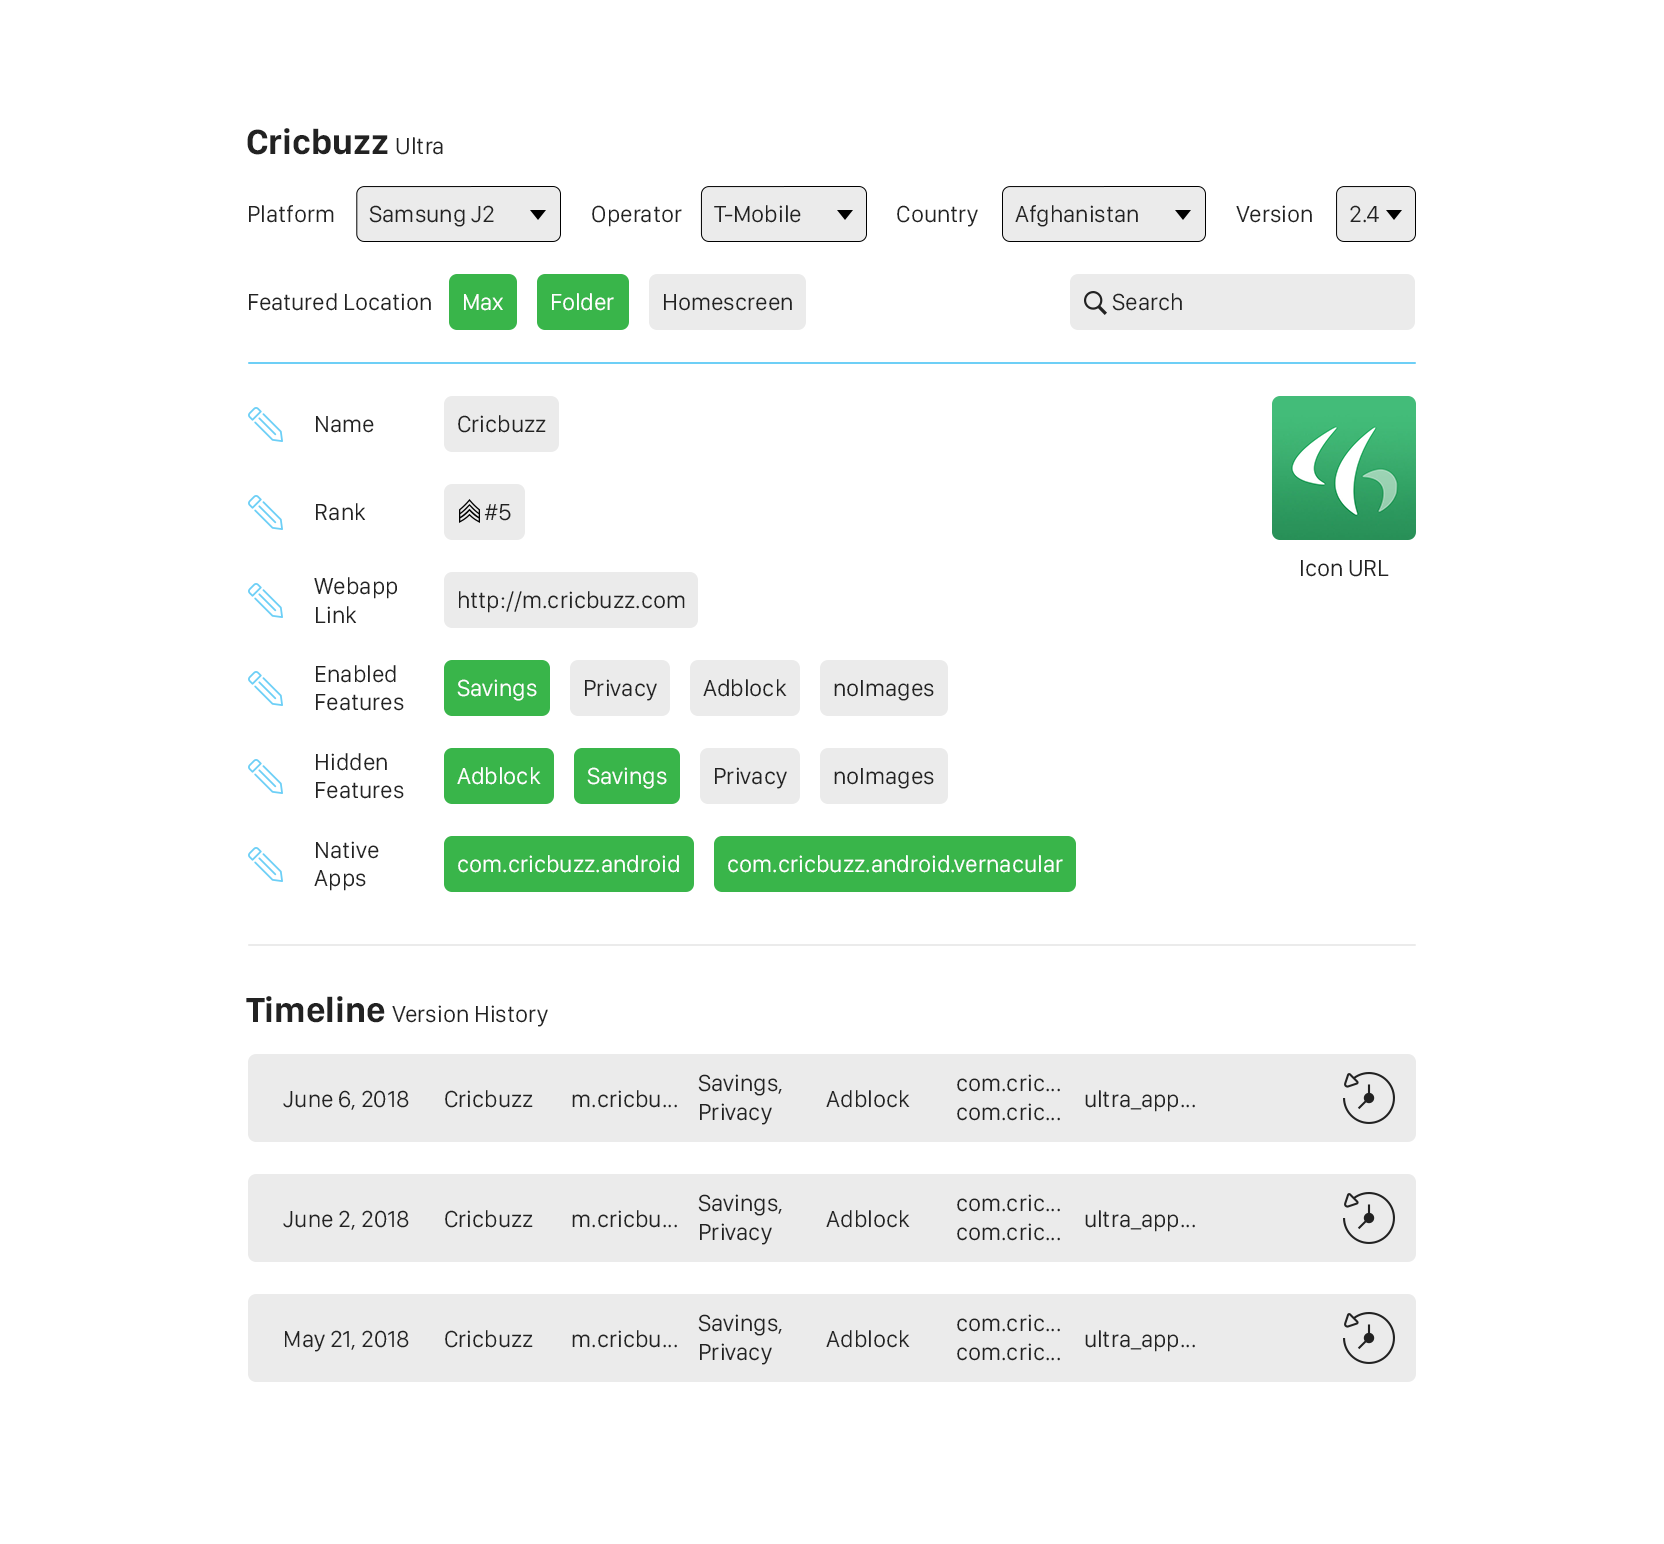 Cricbuzz Ultra
Platform Samsung J2 Operator T-Mobile Country Afghanistan Version 2.4
Featured Location Max Folder Homescreen Search
Name Cricbuzz
Rank #5
Icon URL
Webapp
Link
http://m.cricbuzz.com
Enabled
Features
Savings Privacy Adblock noImages
Hidden
Features
Adblock Savings Privacy noImages
Native
Apps
com.cricbuzz.android com.cricbuzz.android.vernacular
Timeline Version History
June 6, 2018 Cricbuzz m.cricbu... Savings,
Privacy
Adblock com.cric...
com.cric...
ultra_app...
June 2, 2018 Cricbuzz m.cricbu... Savings,
Privacy
Adblock com.cric...
com.cric...
ultra_app...
May 21, 2018 Cricbuzz m.cricbu... Savings,
Privacy
Adblock com.cric...
com.cric...
ultra_app...